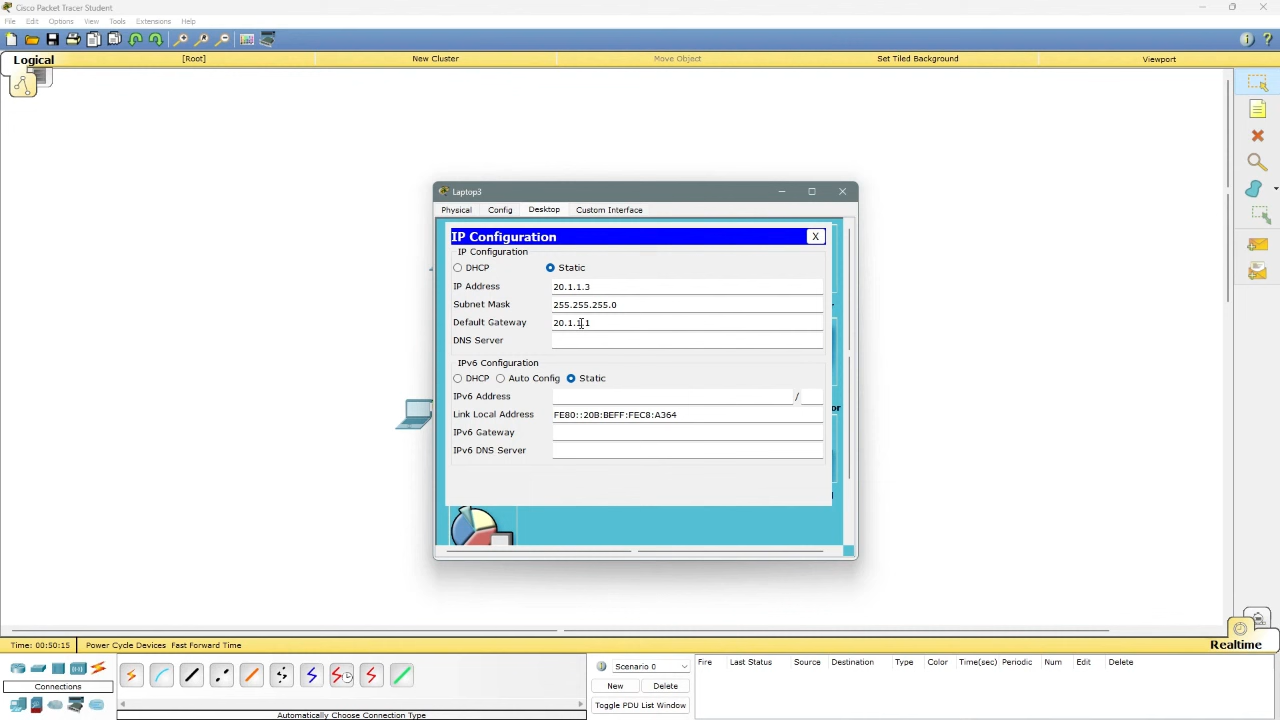 Cisco Packet Tracer Student
File Edit Options View Tools Extensions Help
Logical [Root] New Cluster Move Object Set Tiled Background Viewport
Laptop3
Physical Config Desktop Custom Interface
IP Configuration X
IP Configuration
DHCP Static
IP Address 20.1.1.3
Subnet Mask 255.255.255.0
Default Gateway 20.1.1.1
DNS Server
IPv6 Configuration
DHCP Auto Config Static
IPv6 Address /
Link Local Address FE80::20B:BEFF:FEC8:A364
IPv6 Gateway
IPv6 DNS Server
Time: 00:50:15 Power Cycle Devices Fast Forward Time Realtime
Scenario 0 Fire Last Status Source Destination Type Color Time(sec) Periodic Num Edit Delete
Connections New Delete
Toggle PDU List Window
Automatically Choose Connection Type